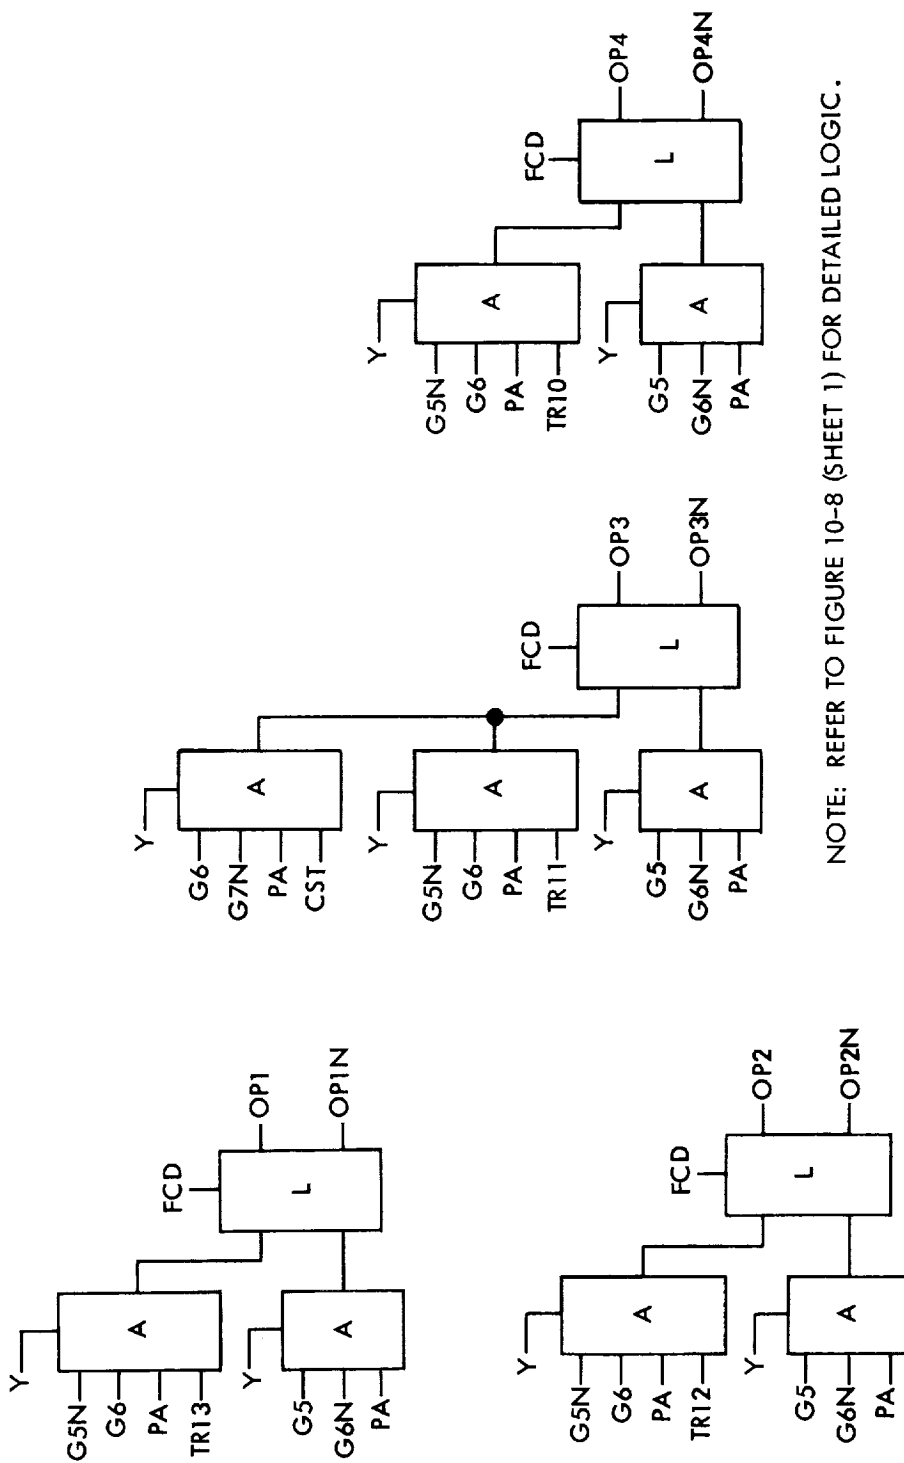 Y
G5N
G6
PA
TR13
A
FCD
L
OP1
OP1N
Y
G5
G6N
PA
A
Y
G5N
G6
PA
TR12
A
FCD
L
OP2
OP2N
Y
G5
G6N
PA
A
Y
G6
G7N
PA
CST
A
Y
G5N
G6
PA
TR11
A
FCD
L
OP3
OP3N
Y
G5
G6N
PA
A
Y
G5N
G6
PA
TR10
A
FCD
L
OP4
OP4N
Y
G5
G6N
PA
A
NOTE: REFER TO FIGURE 10-8 (SHEET 1) FOR DETAILED LOGIC.